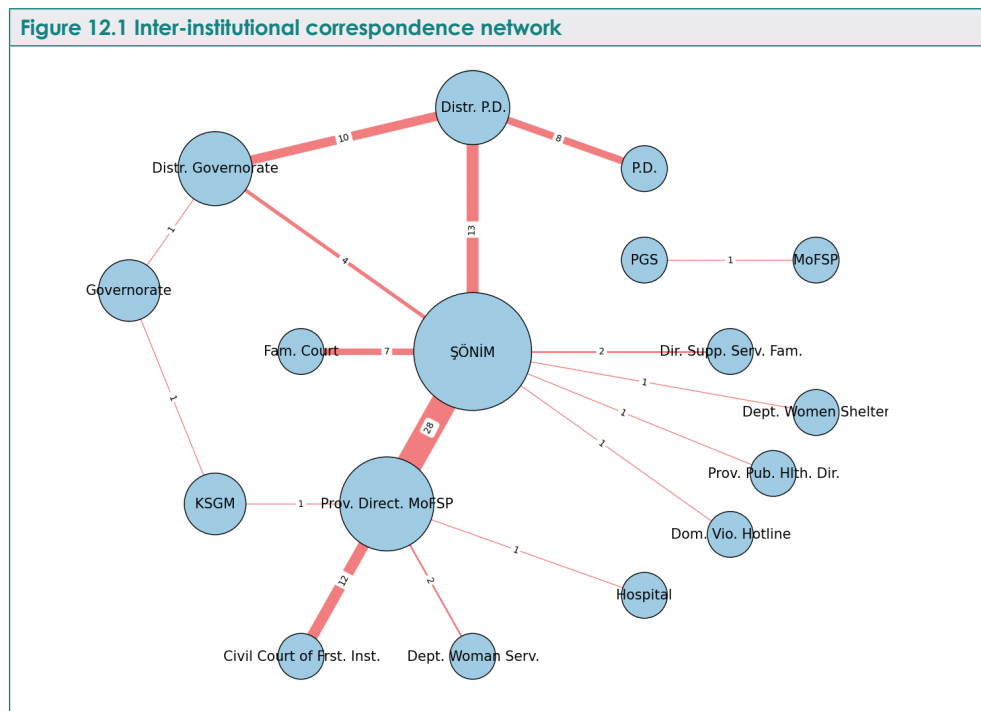 Figure 12.1 Inter-institutional correspondence network
Distr. P.D.
10
8
Distr. Governorate
P.D.
1
13
4
PGS
1
MoFSP
Governorate
Fam. Court
7
ŞÖNİM
2
Dir. Supp. Serv. Fam.
1
1
Dept. Women Shelter
1
28
1
Prov. Pub. Hlth. Dir.
KSGM
1
Prov. Direct. MoFSP
Dom. Vio. Hotline
1
12
2
Hospital
Civil Court of Frst. Inst.
Dept. Woman Serv.